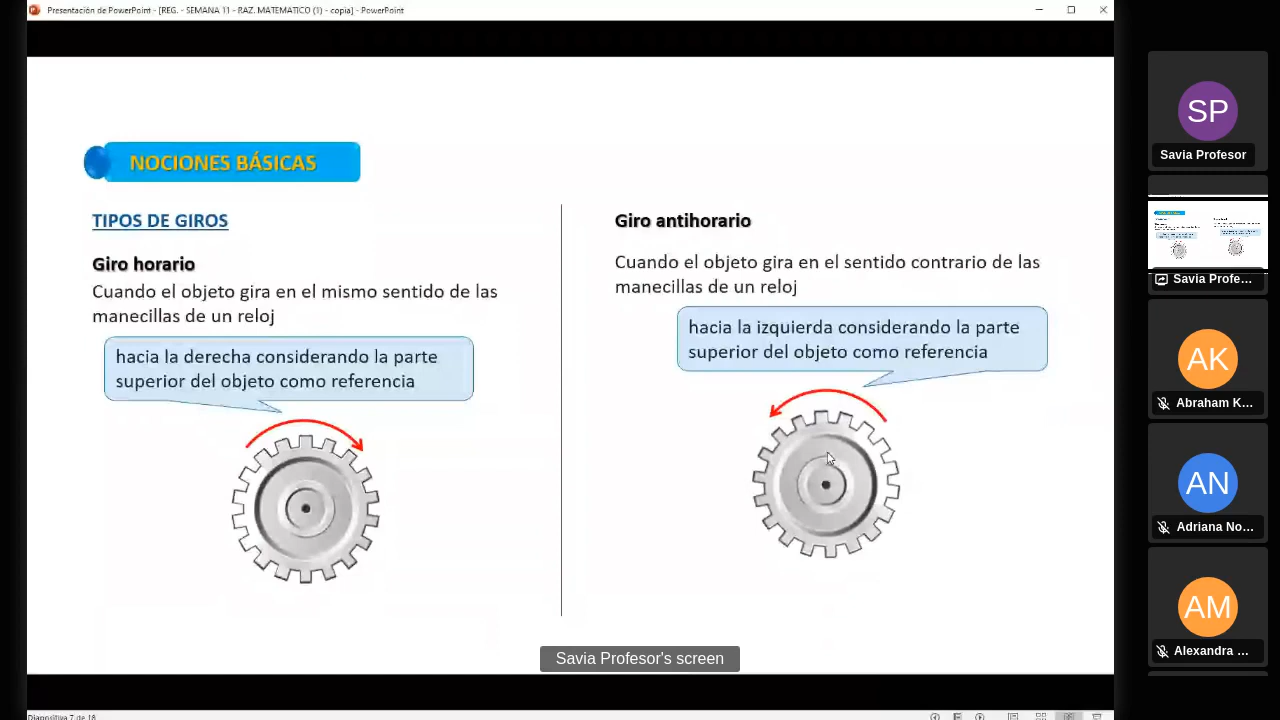 Presentación de PowerPoint - [REG. - SEMANA 11 - RAZ. MATEMATICO (1) - copia] - PowerPoint
NOCIONES BÁSICAS
TIPOS DE GIROS
Giro horario
Cuando el objeto gira en el mismo sentido de las
manecillas de un reloj
hacia la derecha considerando la parte
superior del objeto como referencia
Giro antihorario
Cuando el objeto gira en el sentido contrario de las
manecillas de un reloj
hacia la izquierda considerando la parte
superior del objeto como referencia
Savia Profesor's screen
Diapositiva 7 de 18
SP
Savia Profesor
Savia Profe...
AK
Abraham K...
AN
Adriana No...
AM
Alexandra ...